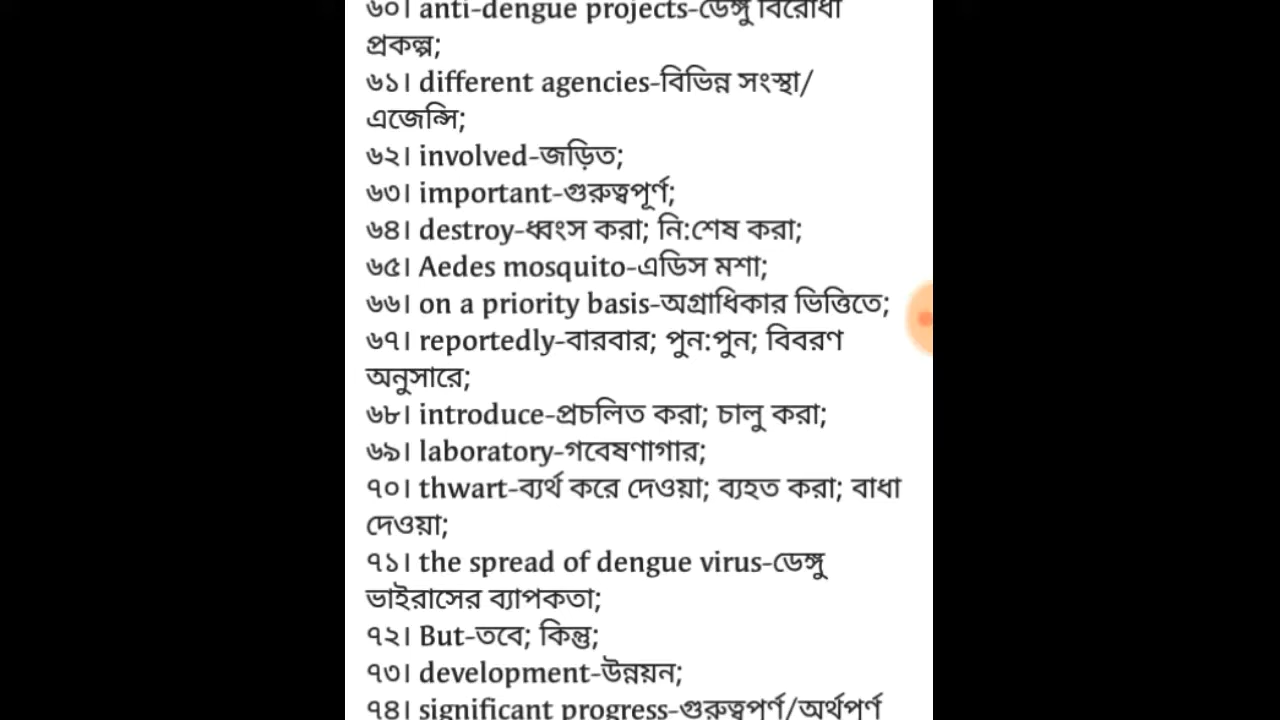 ৬০। anti-dengue projects-ডেঙ্গু বিরোধী
প্রকল্প;
৬১। different agencies-বিভিন্ন সংস্থা/
এজেন্সি;
৬২। involved-জড়িত;
৬৩। important-গুরুত্বপূর্ণ;
৬৪। destroy-ধ্বংস করা; নি:শেষ করা;
৬৫। Aedes mosquito-এডিস মশা;
৬৬। on a priority basis-অগ্রাধিকার ভিত্তিতে;
৬৭। reportedly-বারবার; পুন:পুন; বিবরণ
অনুসারে;
৬৮। introduce-প্রচলিত করা; চালু করা;
৬৯। laboratory-গবেষণাগার;
৭০। thwart-ব্যর্থ করে দেওয়া; ব্যহত করা; বাধা
দেওয়া;
৭১। the spread of dengue virus-ডেঙ্গু
ভাইরাসের ব্যাপকতা;
৭২। But-তবে; কিন্তু;
৭৩। development-উন্নয়ন;
৭৪। significant progress-গুরুত্বপূর্ণ/অর্থপূর্ণ